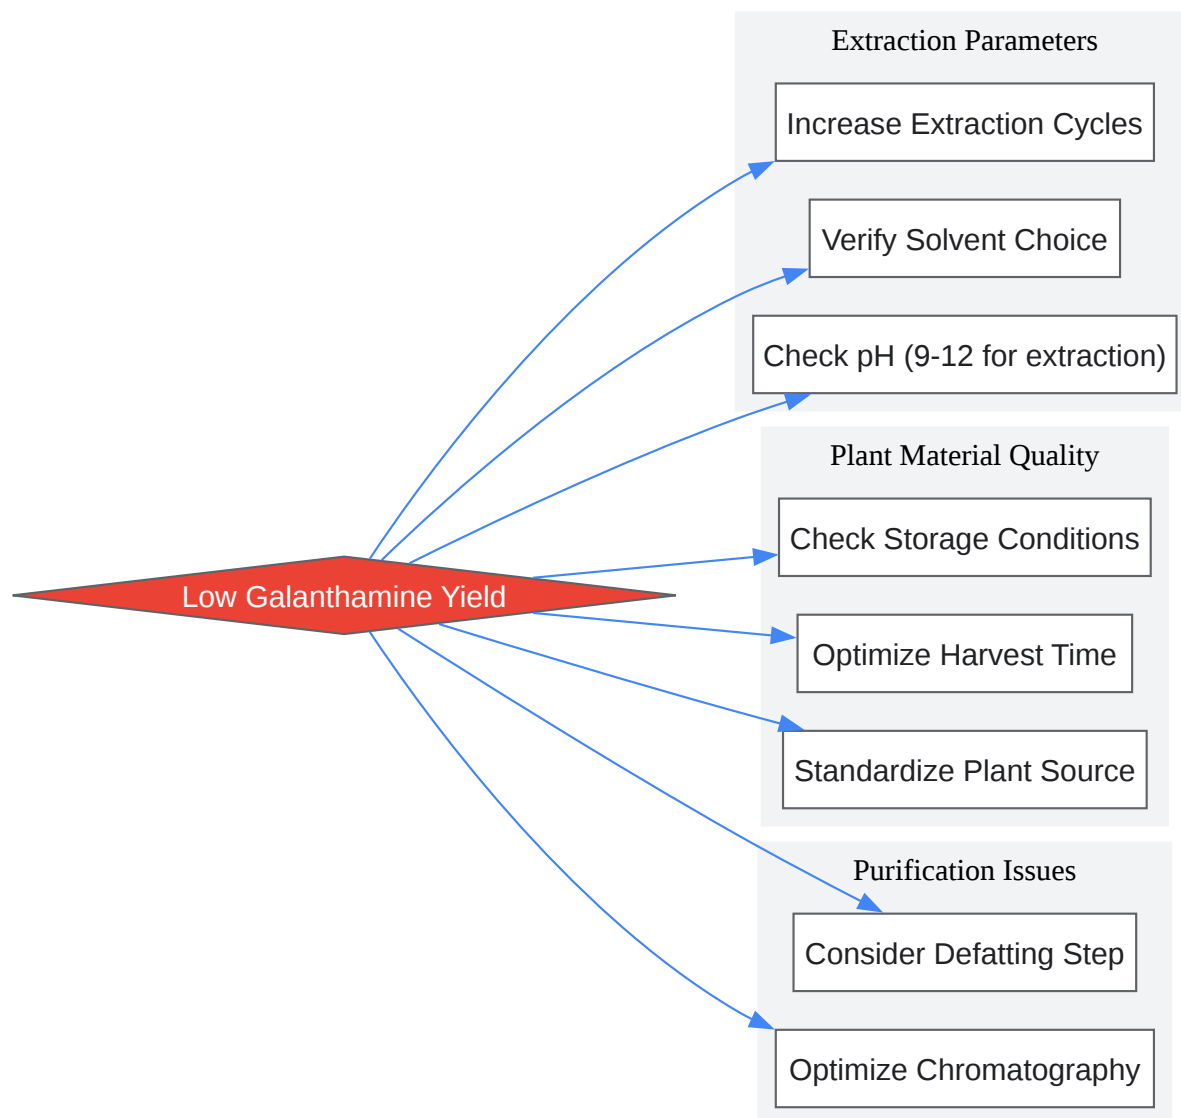 Extraction Parameters
Increase Extraction Cycles
Verify Solvent Choice
Check pH (9-12 for extraction)
Plant Material Quality
Check Storage Conditions
Low Galanthamine Yield
Optimize Harvest Time
Standardize Plant Source
Purification Issues
Consider Defatting Step
Optimize Chromatography